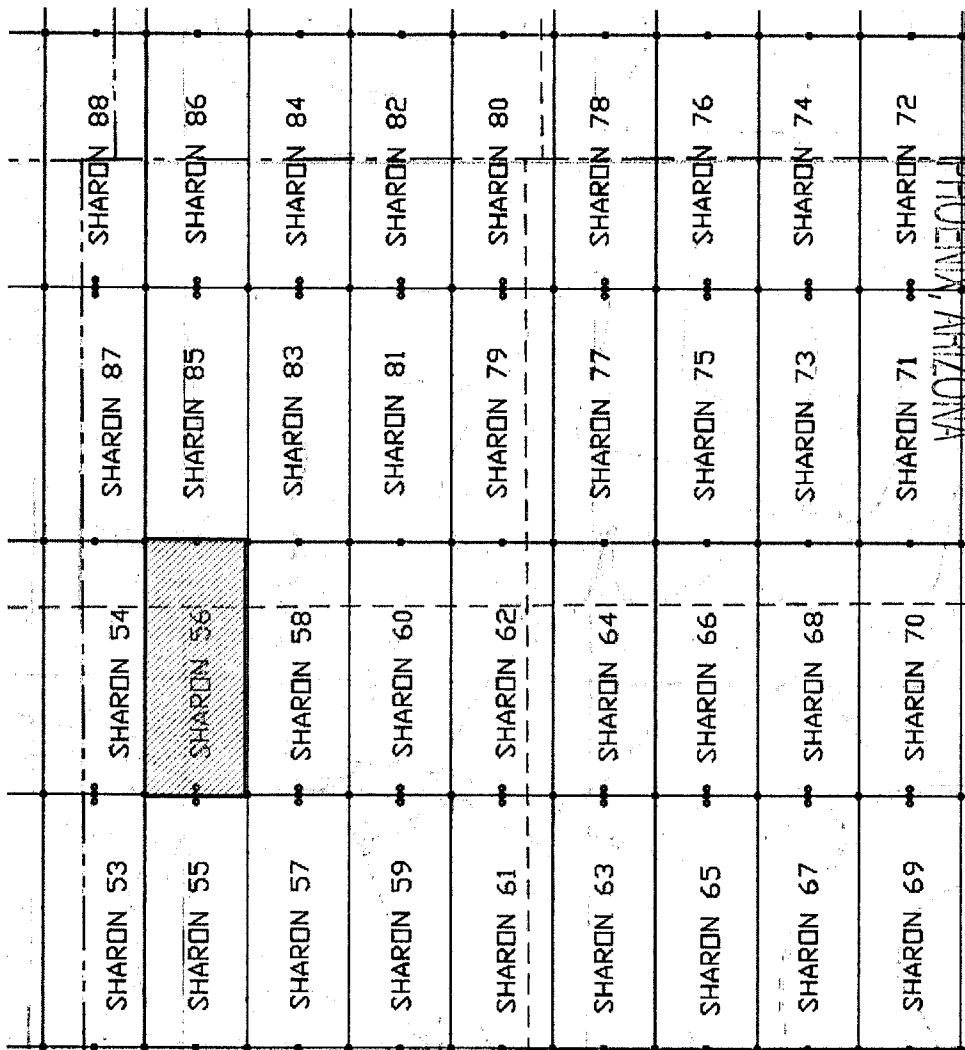 SHARON 88
SHARON 86
SHARON 84
SHARON 82
SHARON 80
SHARON 78
SHARON 76
SHARON 74
SHARON 72
SHARON 87
SHARON 85
SHARON 83
SHARON 81
SHARON 79
SHARON 77
SHARON 75
SHARON 73
SHARON 71
PHOENIX, ARIZONA
SHARON 54
SHARON 56
SHARON 58
SHARON 60
SHARON 62
SHARON 64
SHARON 66
SHARON 68
SHARON 70
SHARON 53
SHARON 55
SHARON 57
SHARON 59
SHARON 61
SHARON 63
SHARON 65
SHARON 67
SHARON 69